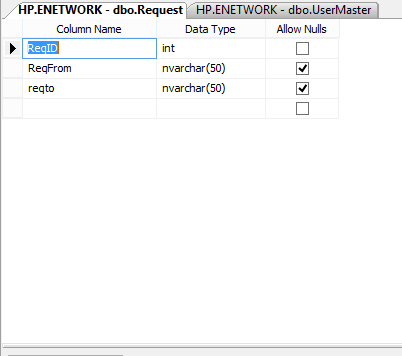 HP.ENETWORK - dbo.Request HP.ENETWORK - dbo.UserMaster
Column Name Data Type Allow Nulls
ReqID int
ReqFrom nvarchar(50)
reqto nvarchar(50)